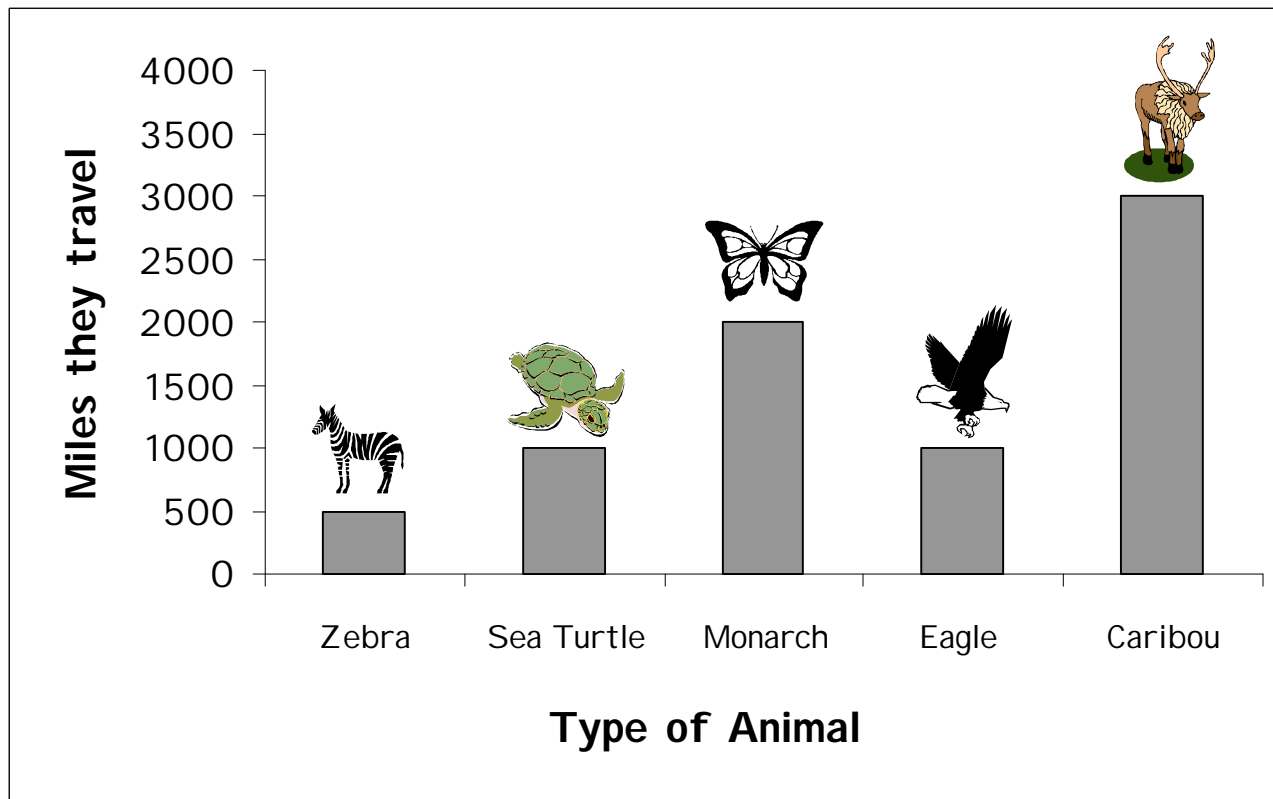 Miles they travel
4000
3500
3000
2500
2000
1500
1000
500
0
Zebra
Sea Turtle
Monarch
Eagle
Caribou
Type of Animal